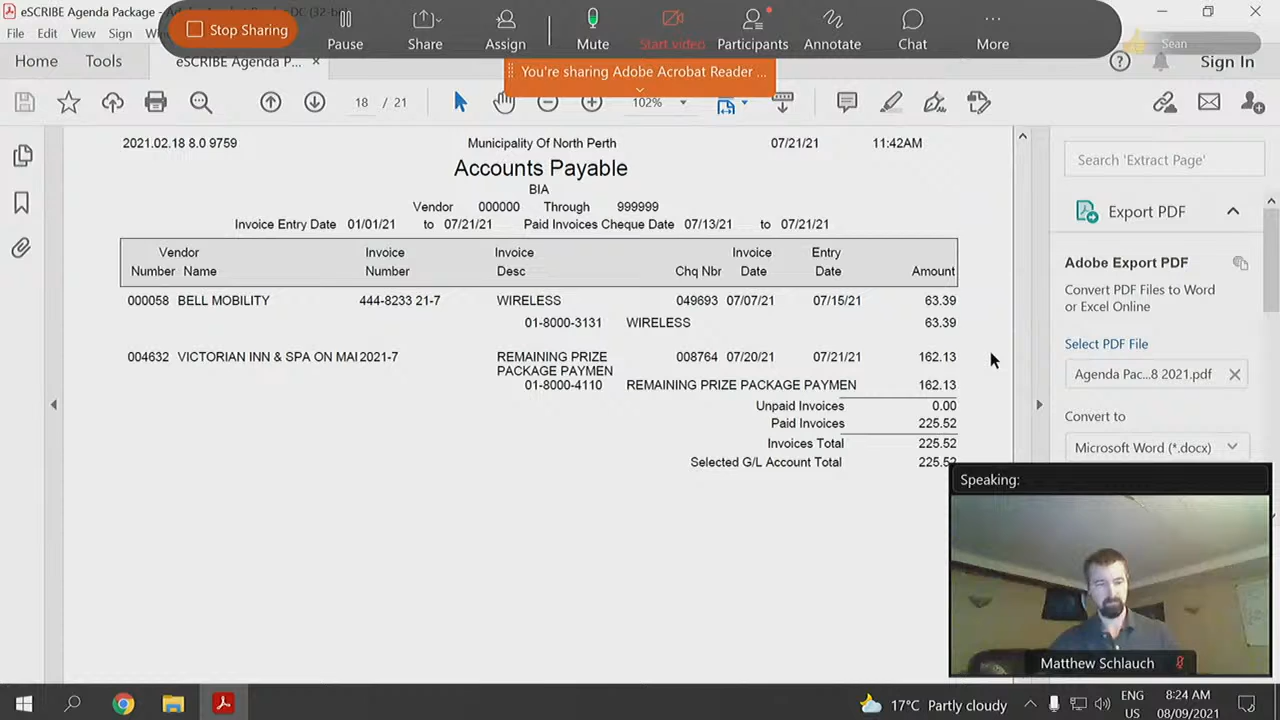 eSCRIBE Agenda Package - Ad
File Edit View Sign
Stop Sharing
Pause Share Assign Mute Start video Participants Annotate Chat More
Sean
You're sharing Adobe Acrobat Reader ...
Home Tools eSCRIBE Agenda P... × Sign In
18 / 21 102%
2021.02.18 8.0 9759 Municipality Of North Perth 07/21/21 11:42AM
Accounts Payable
BIA
Vendor 000000 Through 999999
Invoice Entry Date 01/01/21 to 07/21/21 Paid Invoices Cheque Date 07/13/21 to 07/21/21
Vendor Invoice Invoice Invoice Entry
Number Name Number Desc Chq Nbr Date Date Amount
000058 BELL MOBILITY 444-8233 21-7 WIRELESS 049693 07/07/21 07/15/21 63.39
01-8000-3131 WIRELESS 63.39
004632 VICTORIAN INN & SPA ON MAI 2021-7 REMAINING PRIZE 008764 07/20/21 07/21/21 162.13
PACKAGE PAYMEN
01-8000-4110 REMAINING PRIZE PACKAGE PAYMEN 162.13
Unpaid Invoices 0.00
Paid Invoices 225.52
Invoices Total 225.52
Selected G/L Account Total 225.52
Search 'Extract Page'
Export PDF
Adobe Export PDF
Convert PDF Files to Word
or Excel Online
Select PDF File
Agenda Pac...8 2021.pdf
Convert to
Microsoft Word (*.docx)
Speaking:
Matthew Schlauch
17°C Partly cloudy
ENG
US
8:24 AM
08/09/2021